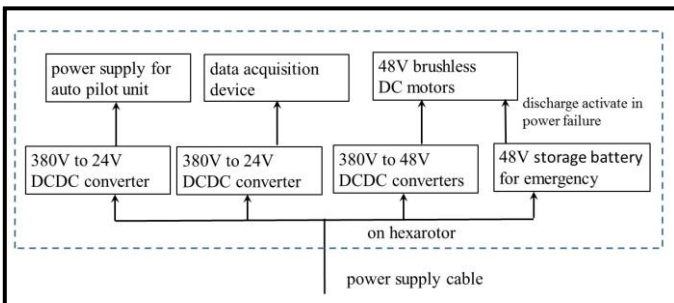 power supply for
auto pilot unit
data acquisition
device
48V brushless
DC motors
discharge activate in
power failure
380V to 24V
DCDC converter
380V to 24V
DCDC converter
380V to 48V
DCDC converters
48V storage battery
for emergency
on hexarotor
power supply cable